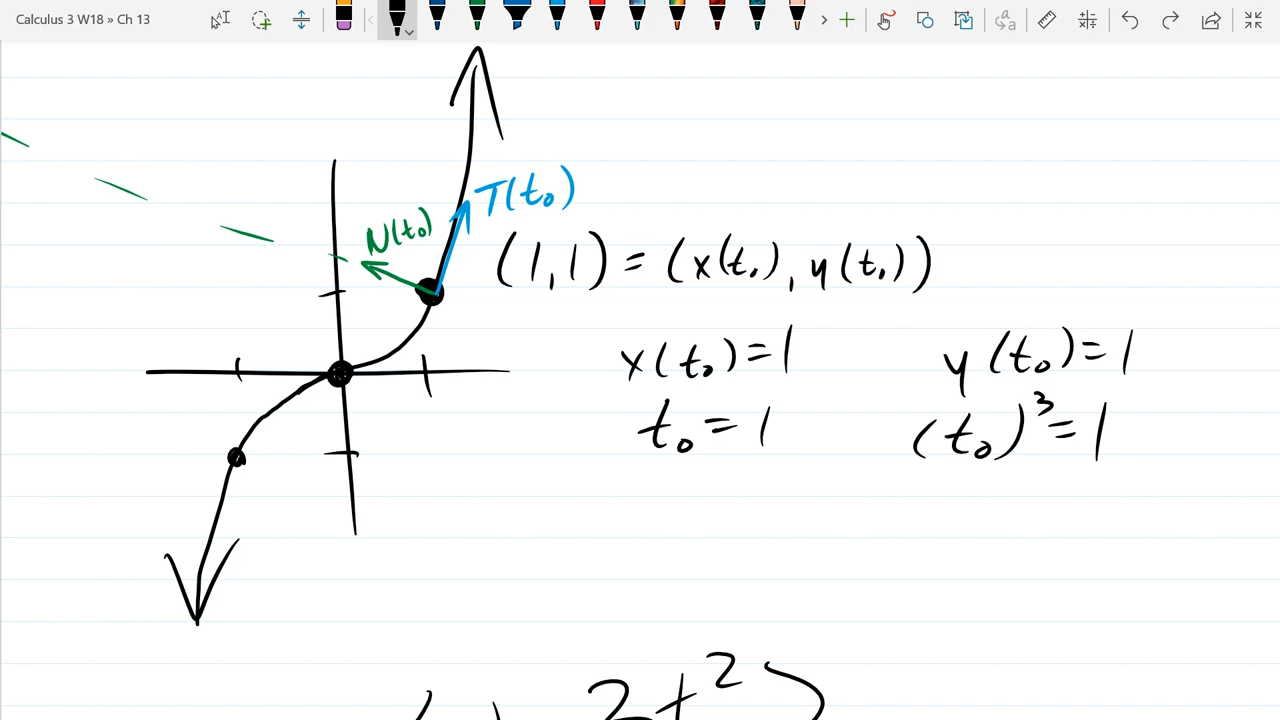 Calculus 3 W18 » Ch 13
T(t₀)
N(t₀)
(1,1) = (x(t₀), y(t₀))
x(t₀) = 1
y(t₀) = 1
t₀ = 1
(t₀)³ = 1
3t²